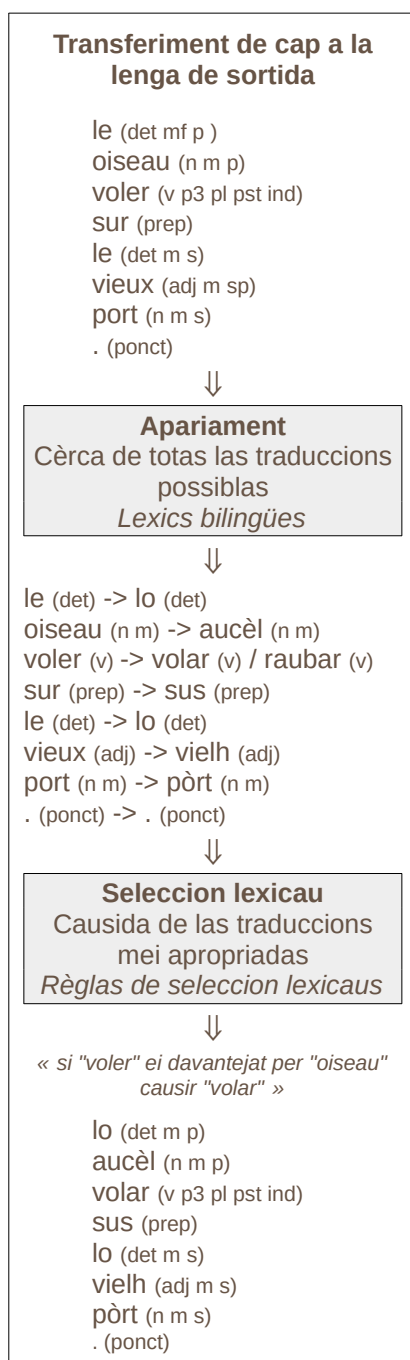 Transferiment de cap a la
lenga de sortida
le (det mf p )
oiseau (n m p)
voler (v p3 pl pst ind)
sur (prep)
le (det m s)
vieux (adj m sp)
port (n m s)
. (ponct)
⇓
Apariament
Cèrca de totas las traduccions
possiblas
Lexics bilingües
⇓
le (det) -> lo (det)
oiseau (n m) -> aucèl (n m)
voler (v) -> volar (v) / raubar (v)
sur (prep) -> sus (prep)
le (det) -> lo (det)
vieux (adj) -> vielh (adj)
port (n m) -> pòrt (n m)
. (ponct) -> . (ponct)
⇓
Seleccion lexicau
Causida de las traduccions
mei apropriadas
Règlas de seleccion lexicaus
⇓
« si "voler" ei davantejat per "oiseau"
causir "volar" »
lo (det m p)
aucèl (n m p)
volar (v p3 pl pst ind)
sus (prep)
lo (det m s)
vielh (adj m s)
pòrt (n m s)
. (ponct)